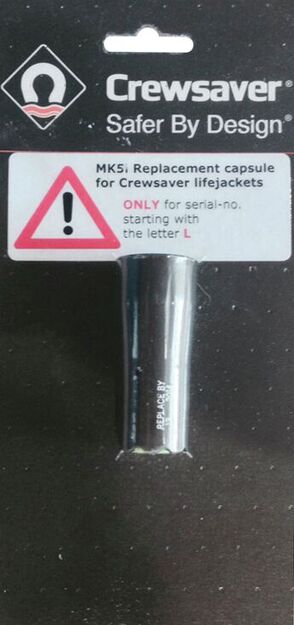 Crewsaver®
Safer By Design®
MK5i Replacement capsule
for Crewsaver lifejackets
ONLY for serial-no.
starting with
the letter L
REPLACE BY